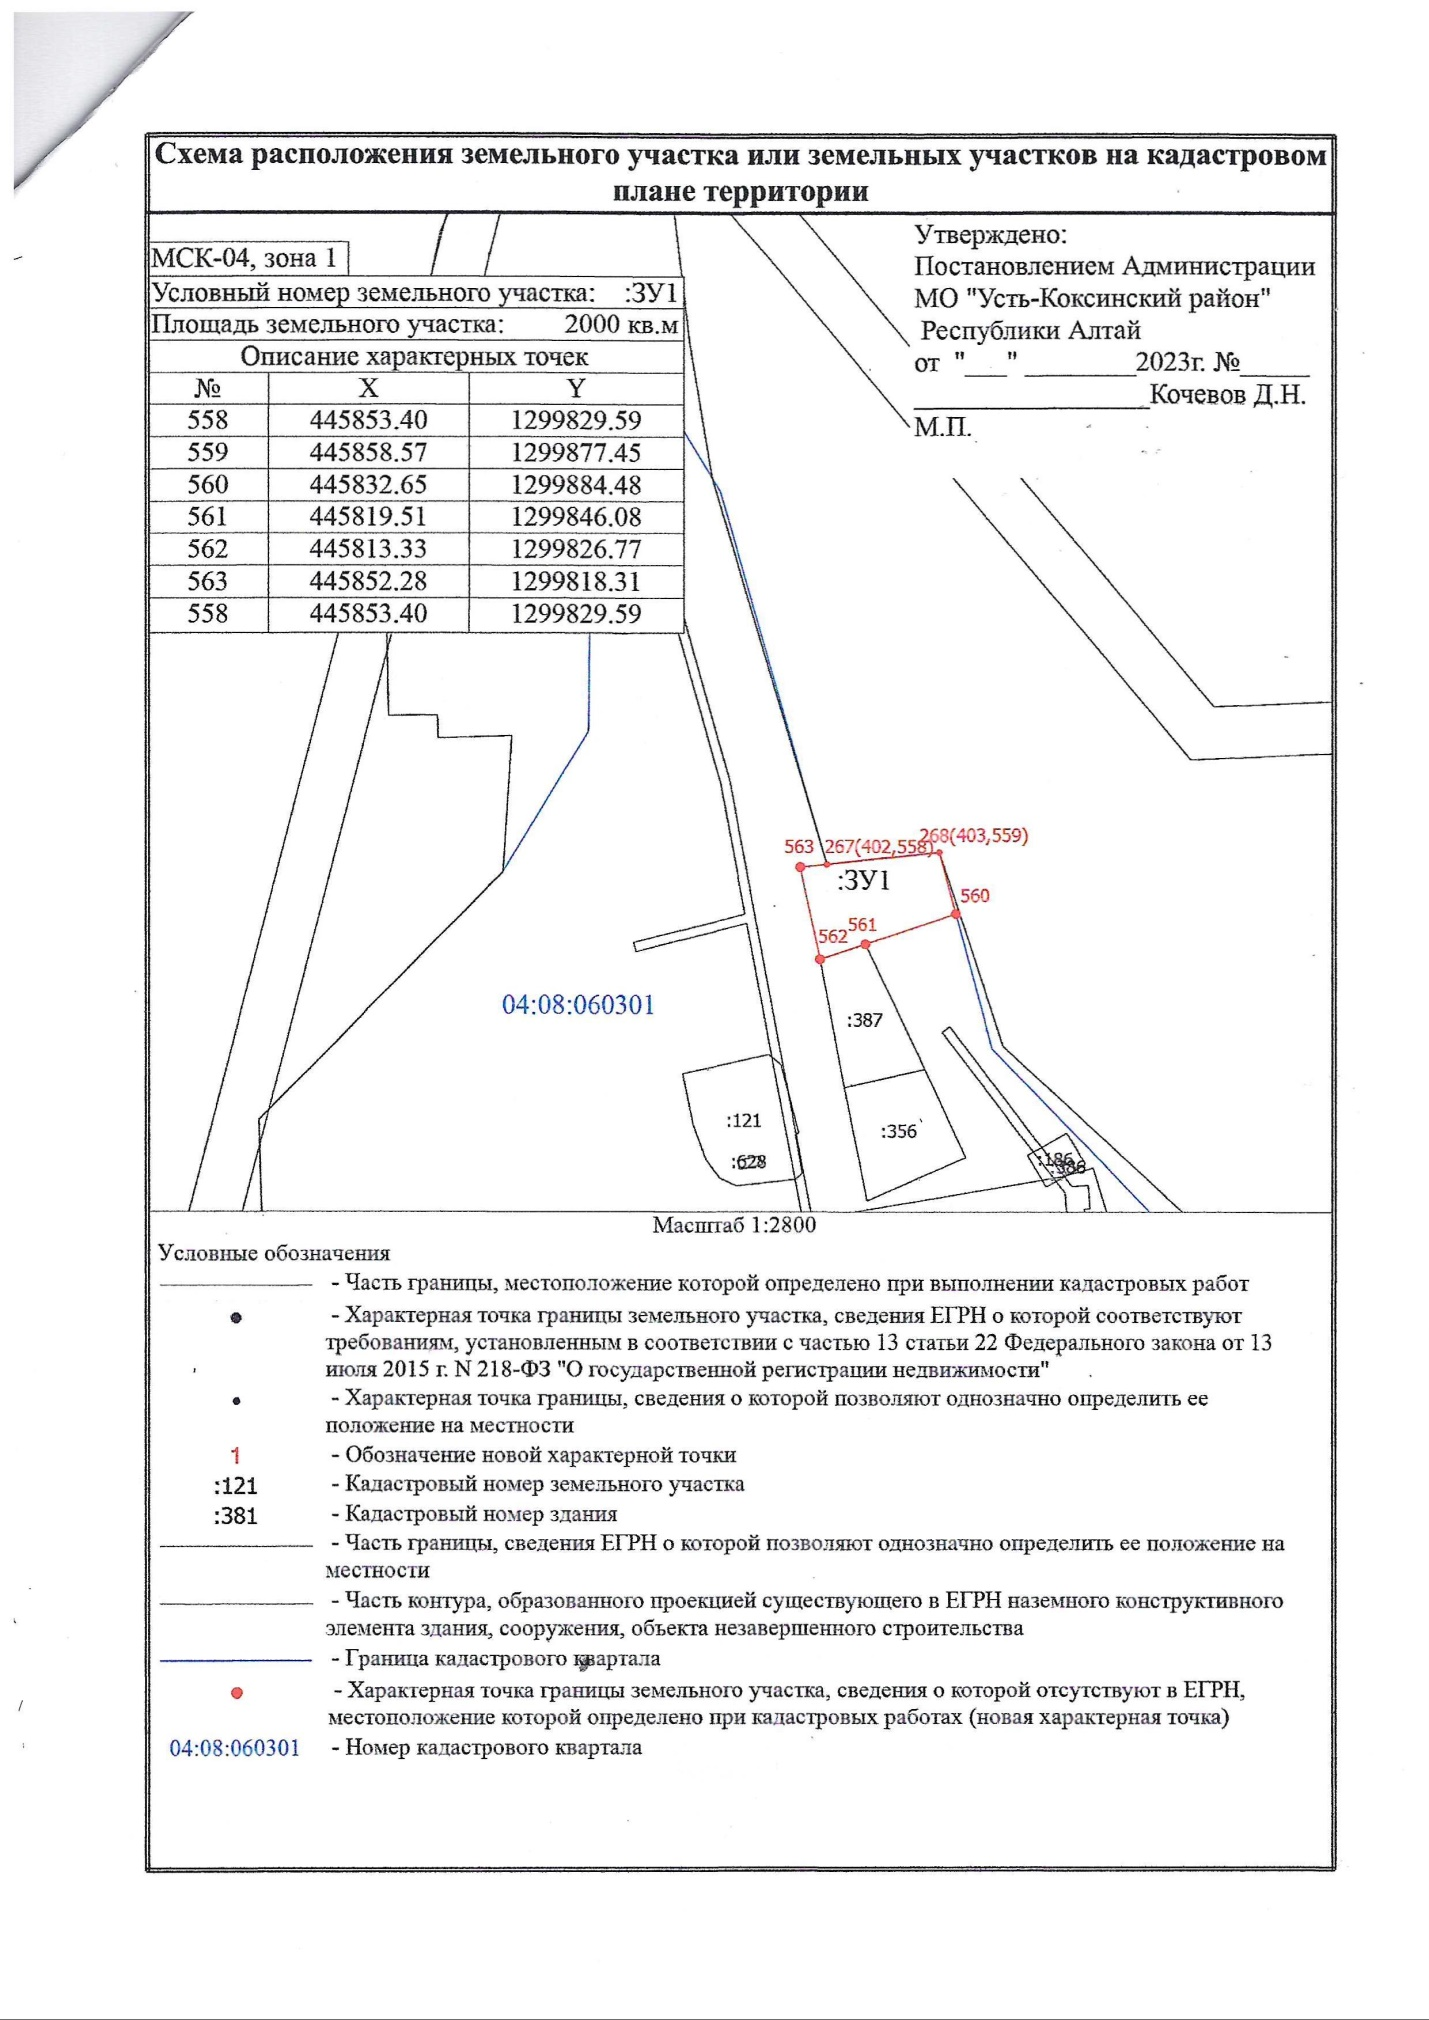 Схема расположения земельного участка или земельных участков на кадастровом
плане территории
МСК-04, зона 1
Условный номер земельного участка: :ЗУ1
Площадь земельного участка: 2000 кв.м
Описание характерных точек
№ X Y
558 445853.40 1299829.59
559 445858.57 1299877.45
560 445832.65 1299884.48
561 445819.51 1299846.08
562 445813.33 1299826.77
563 445852.28 1299818.31
558 445853.40 1299829.59
Утверждено:
Постановлением Администрации
МО "Усть-Коксинский район"
Республики Алтай
от "___" ________2023г. №_____
_________________Кочевов Д.Н.
М.П.
563 267(402,558) 268(403,559)
:ЗУ1
560
562 561
04:08:060301
:387
:121
:356
:628
:186
:386
Масштаб 1:2800
Условные обозначения
- Часть границы, местоположение которой определено при выполнении кадастровых работ
- Характерная точка границы земельного участка, сведения ЕГРН о которой соответствуют
требованиям, установленным в соответствии с частью 13 статьи 22 Федерального закона от 13
июля 2015 г. N 218-ФЗ "О государственной регистрации недвижимости"
- Характерная точка границы, сведения о которой позволяют однозначно определить ее
положение на местности
1 - Обозначение новой характерной точки
:121 - Кадастровый номер земельного участка
:381 - Кадастровый номер здания
- Часть границы, сведения ЕГРН о которой позволяют однозначно определить ее положение на
местности
- Часть контура, образованного проекцией существующего в ЕГРН наземного конструктивного
элемента здания, сооружения, объекта незавершенного строительства
- Граница кадастрового квартала
- Характерная точка границы земельного участка, сведения о которой отсутствуют в ЕГРН,
местоположение которой определено при кадастровых работах (новая характерная точка)
04:08:060301 - Номер кадастрового квартала